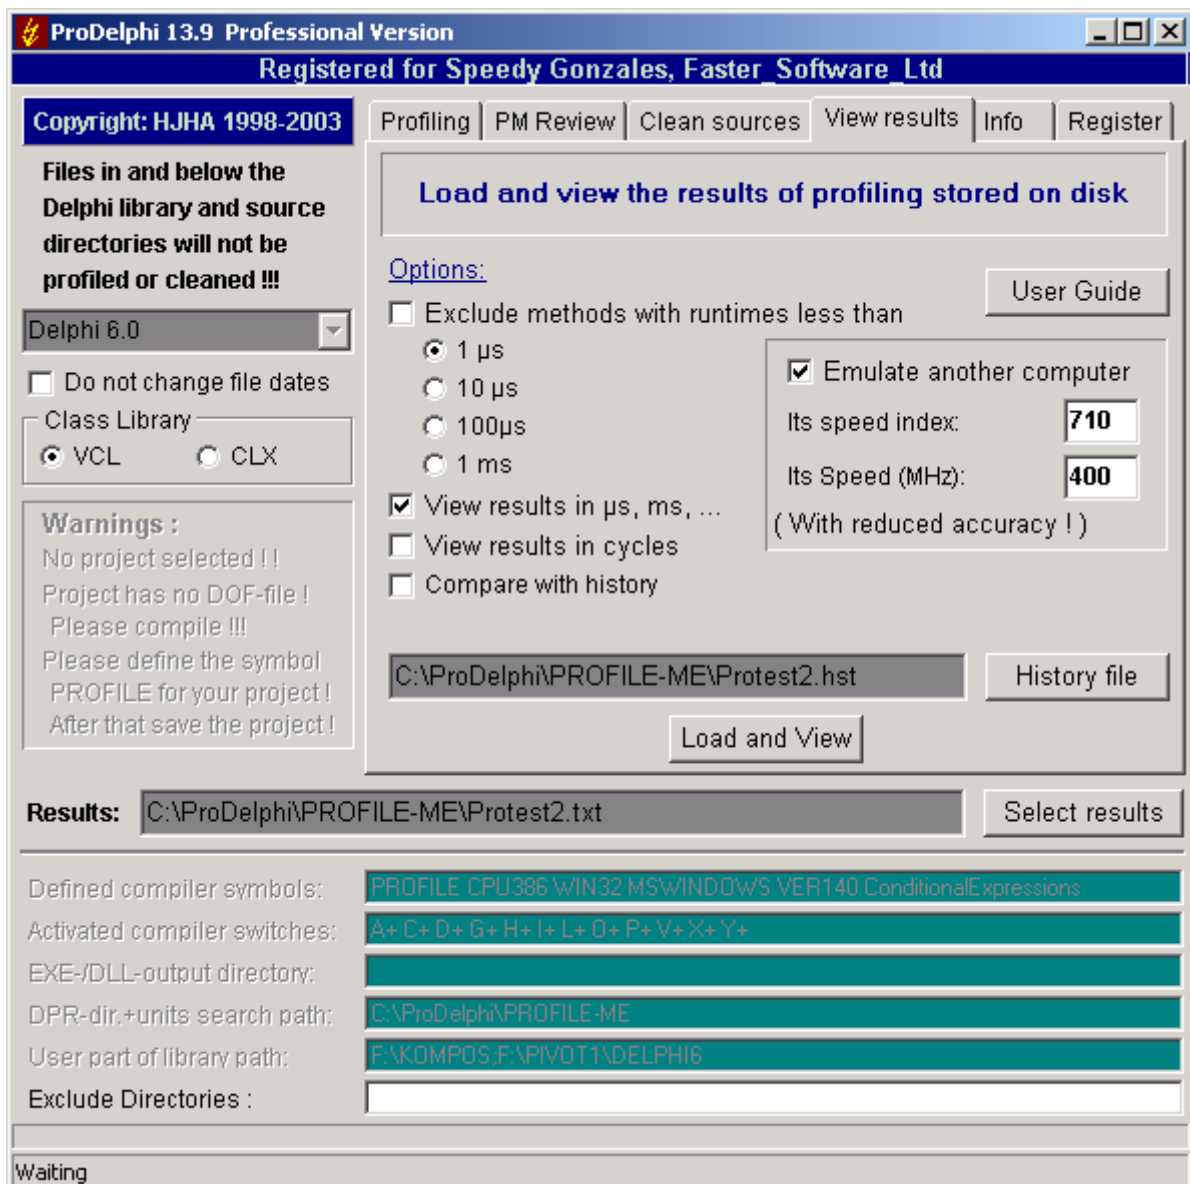 ProDelphi 13.9 Professional Version
Registered for Speedy Gonzales, Faster_Software_Ltd
Copyright: HJHA 1998-2003
Files in and below the
Delphi library and source
directories will not be
profiled or cleaned !!!
Delphi 6.0
Do not change file dates
Class Library
VCL CLX
Warnings :
No project selected ! !
Project has no DOF-file !
Please compile !!!
Please define the symbol
PROFILE for your project !
After that save the project !
Profiling PM Review Clean sources View results Info Register
Load and view the results of profiling stored on disk
Options:
User Guide
Exclude methods with runtimes less than
1 µs
10 µs
100µs
1 ms
View results in µs, ms, ...
View results in cycles
Compare with history
Emulate another computer
Its speed index: 710
Its Speed (MHz): 400
( With reduced accuracy ! )
C:\ProDelphi\PROFILE-ME\Protest2.hst History file
Load and View
Results: C:\ProDelphi\PROFILE-ME\Protest2.txt Select results
Defined compiler symbols: PROFILE CPU386 WIN32 MSWINDOWS VER140 ConditionalExpressions
Activated compiler switches: A+ C+ D+ G+ H+ I+ L+ O+ P+ V+ X+ Y+
EXE-/DLL-output directory:
DPR-dir.+units search path: C:\ProDelphi\PROFILE-ME
User part of library path: F:\KOMPOS;F:\PIVOT1\DELPHI6
Exclude Directories :
Waiting